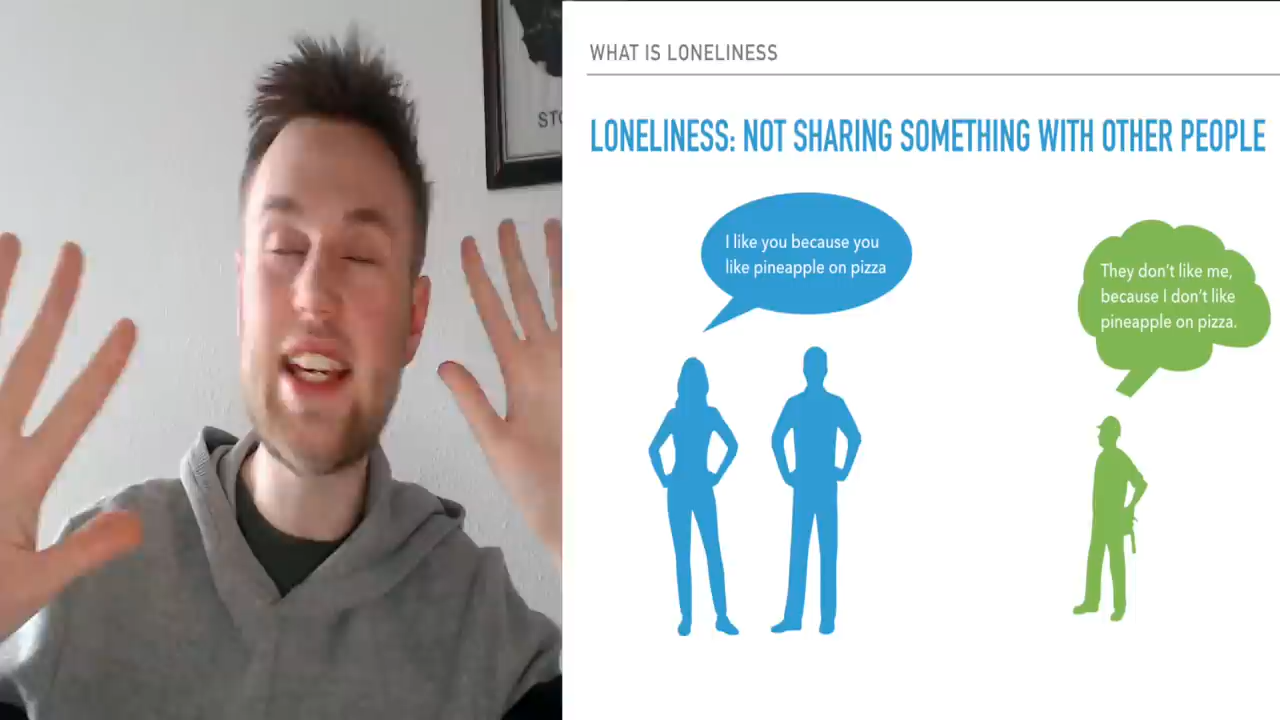 STO
WHAT IS LONELINESS
LONELINESS: NOT SHARING SOMETHING WITH OTHER PEOPLE
I like you because you
like pineapple on pizza
They don't like me,
because I don't like
pineapple on pizza.